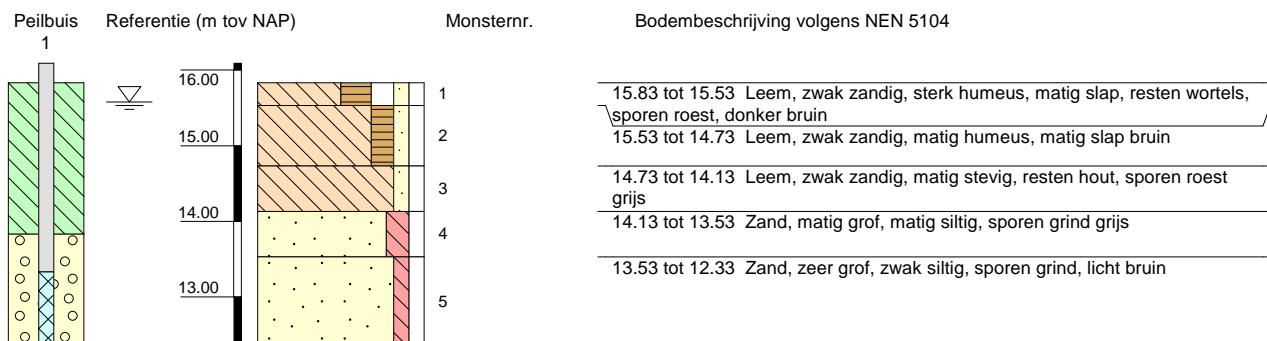 Peilbuis Referentie (m tov NAP) Monsternr. Bodembeschrijving volgens NEN 5104
1
16.00
1 15.83 tot 15.53 Leem, zwak zandig, sterk humeus, matig slap, resten wortels,
sporen roest, donker bruin
15.00 2 15.53 tot 14.73 Leem, zwak zandig, matig humeus, matig slap bruin
3 14.73 tot 14.13 Leem, zwak zandig, matig stevig, resten hout, sporen roest
grijs
14.00 4 14.13 tot 13.53 Zand, matig grof, matig siltig, sporen grind grijs
13.53 tot 12.33 Zand, zeer grof, zwak siltig, sporen grind, licht bruin
13.00 5